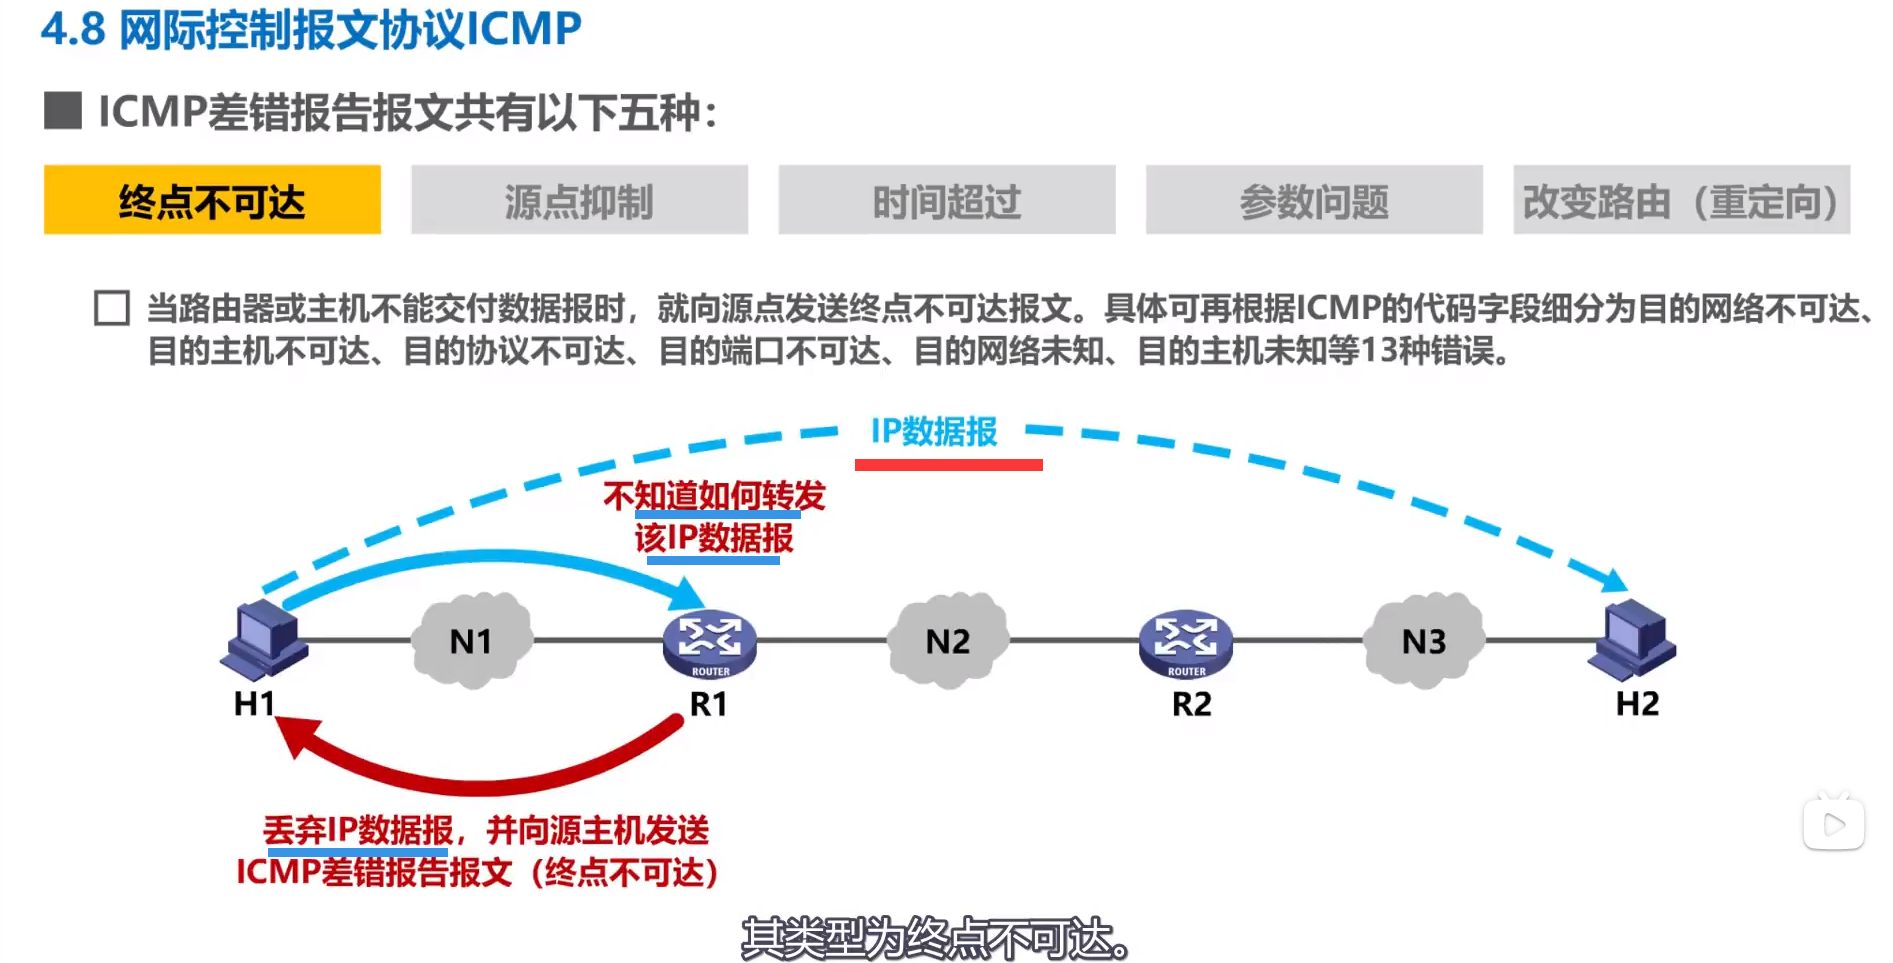 4.8 网际控制报文协议ICMP
ICMP差错报告报文共有以下五种：
终点不可达
源点抑制
时间超过
参数问题
改变路由（重定向）
当路由器或主机不能交付数据报时，就向源点发送终点不可达报文。具体可再根据ICMP的代码字段细分为目的网络不可达、
目的主机不可达、目的协议不可达、目的端口不可达、目的网络未知、目的主机未知等13种错误。
IP数据报
不知道如何转发
该IP数据报
N1
N2
N3
ROUTER
ROUTER
H1
R1
R2
H2
丢弃IP数据报，并向源主机发送
ICMP差错报告报文（终点不可达）
其类型为终点不可达。